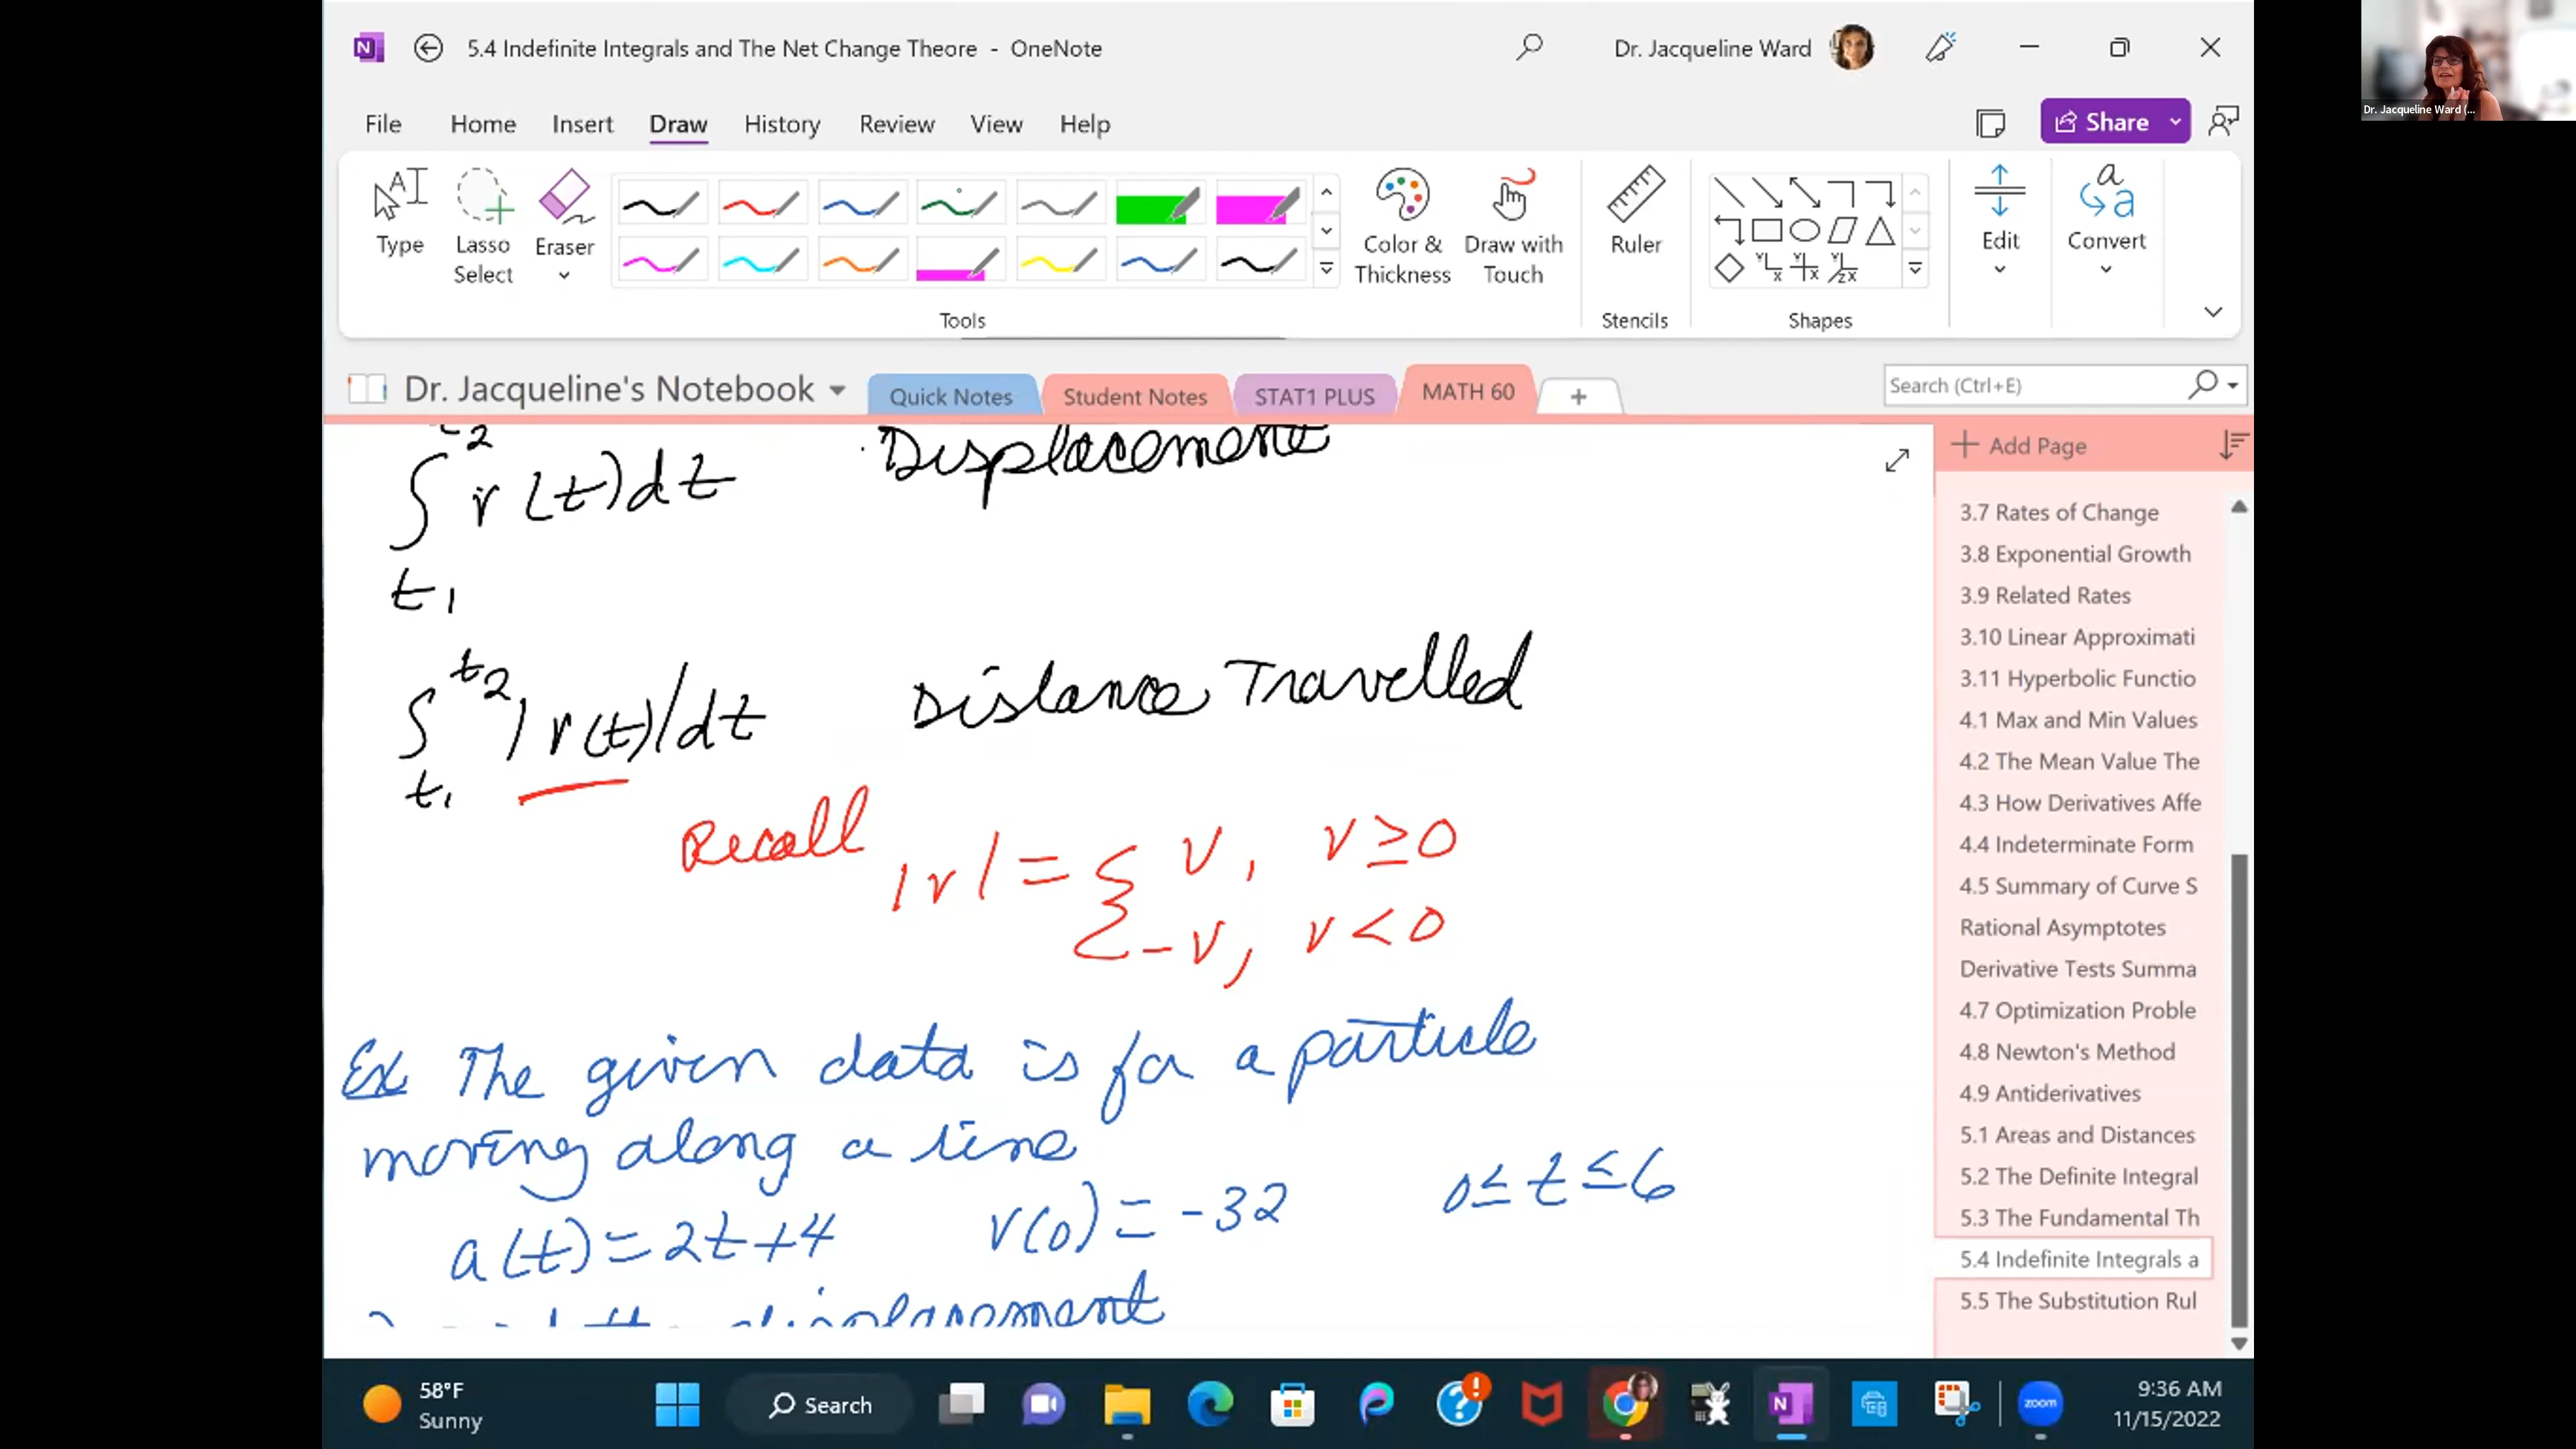 5.4 Indefinite Integrals and The Net Change Theore - OneNote
Dr. Jacqueline Ward
Dr. Jacqueline Ward (...
File Home Insert Draw History Review View Help
Share
Type
Lasso Select
Eraser
Color & Thickness
Draw with Touch
Ruler
Edit
Convert
Tools
Stencils
Shapes
Dr. Jacqueline's Notebook
Quick Notes
Student Notes
STAT1 PLUS
MATH 60
+
Search (Ctrl+E)
∫ v(t)dt Displacement
t2
t1
∫ |v(t)|dt Distance Travelled
t2
t1
Recall |v| = { v, v ≥ 0
-v, v < 0
Ex The given data is for a particle
moving along a line
a(t) = 2t+4 v(0) = -32 0 ≤ t ≤ 6
displacement
Add Page
3.7 Rates of Change
3.8 Exponential Growth
3.9 Related Rates
3.10 Linear Approximati
3.11 Hyperbolic Functio
4.1 Max and Min Values
4.2 The Mean Value The
4.3 How Derivatives Affe
4.4 Indeterminate Form
4.5 Summary of Curve S
Rational Asymptotes
Derivative Tests Summa
4.7 Optimization Proble
4.8 Newton's Method
4.9 Antiderivatives
5.1 Areas and Distances
5.2 The Definite Integral
5.3 The Fundamental Th
5.4 Indefinite Integrals a
5.5 The Substitution Rul
58°F
Sunny
Search
zoom
9:36 AM
11/15/2022